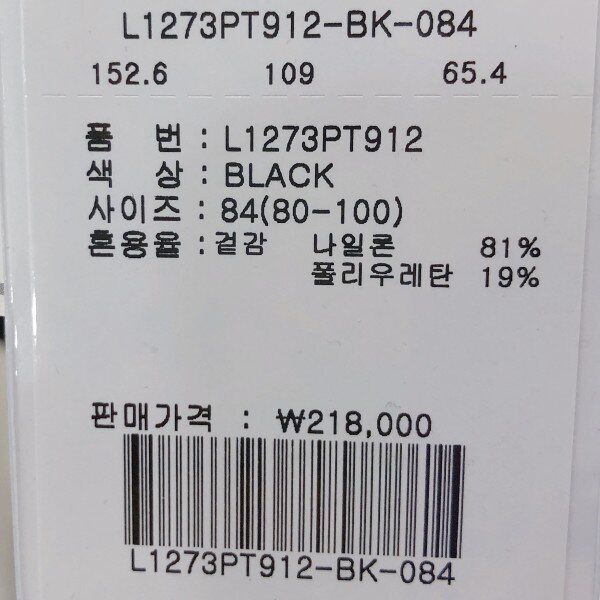 L1273PT912-BK-084
152.6 109 65.4
품 번 : L1273PT912
색 상 : BLACK
사이즈 : 84(80-100)
혼용율 : 겉감 나일론 81%
폴리우레탄 19%
판매가격 : ₩218,000
L1273PT912-BK-084